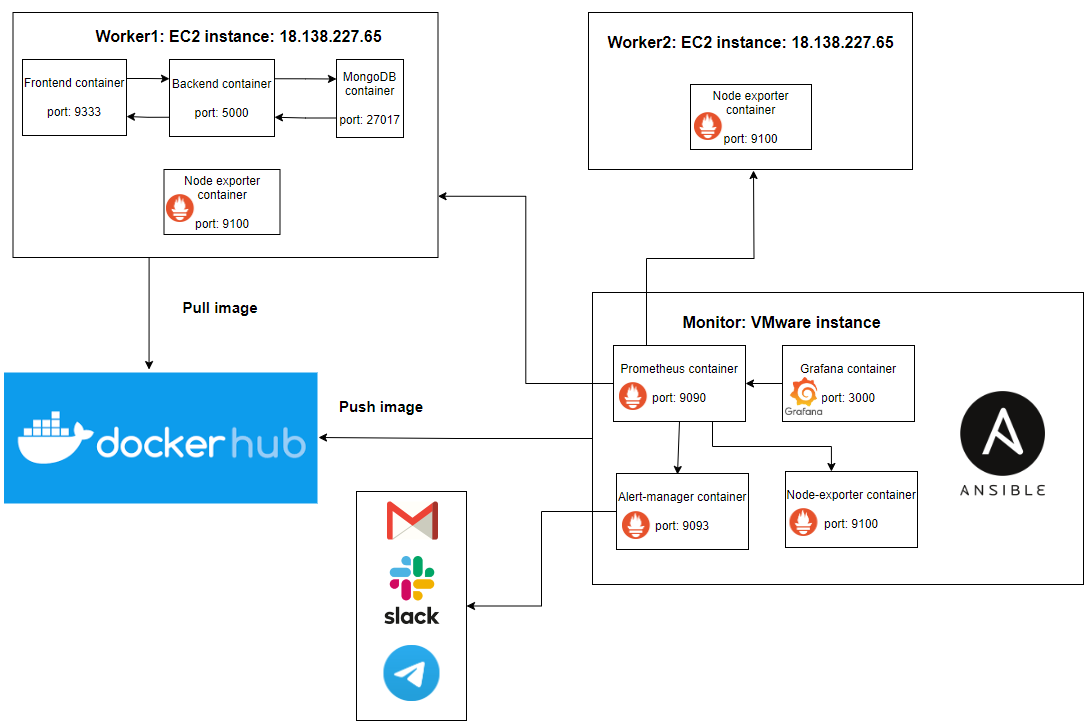 Worker1: EC2 instance: 18.138.227.65
Frontend container
port: 9333
Backend container
port: 5000
MongoDB
container
port: 27017
Node exporter
container
port: 9100
Worker2: EC2 instance: 18.138.227.65
Node exporter
container
port: 9100
Pull image
dockerhub
Push image
Monitor: VMware instance
Prometheus container
port: 9090
Grafana container
port: 3000
Grafana
Alert-manager container
port: 9093
Node-exporter container
port: 9100
ANSIBLE
slack